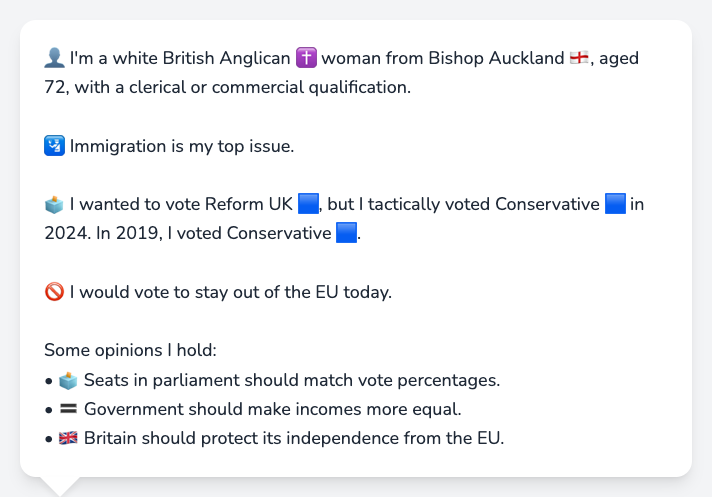 👤 I'm a white British Anglican ✝️ woman from Bishop Auckland 🏴󠁧󠁢󠁥󠁮󠁧󠁿, aged
72, with a clerical or commercial qualification.
🛂 Immigration is my top issue.
🗳️ I wanted to vote Reform UK 🟦, but I tactically voted Conservative 🟦 in
2024. In 2019, I voted Conservative 🟦.
🚫 I would vote to stay out of the EU today.
Some opinions I hold:
• 🗳️ Seats in parliament should match vote percentages.
• 🟰 Government should make incomes more equal.
• 🇬🇧 Britain should protect its independence from the EU.